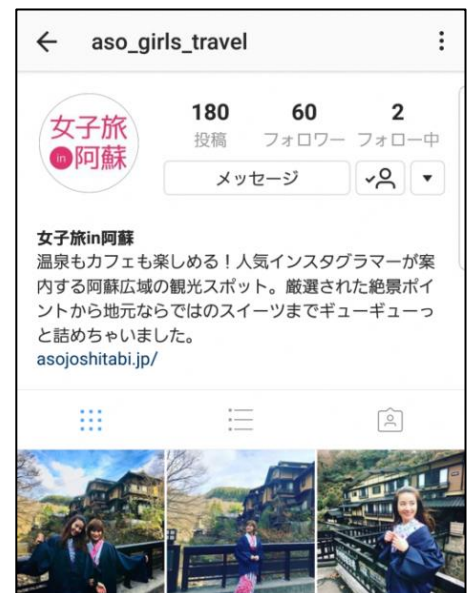 aso_girls_travel
女子旅
in阿蘇
180 60 2
投稿 フォロワー フォロー中
メッセージ
女子旅in阿蘇
温泉もカフェも楽しめる！人気インスタグラマーが案
内する阿蘇広域の観光スポット。厳選された絶景ポイ
ントから地元ならではのスイーツまでギューギューっ
と詰めちゃいました。
asojoshitabi.jp/